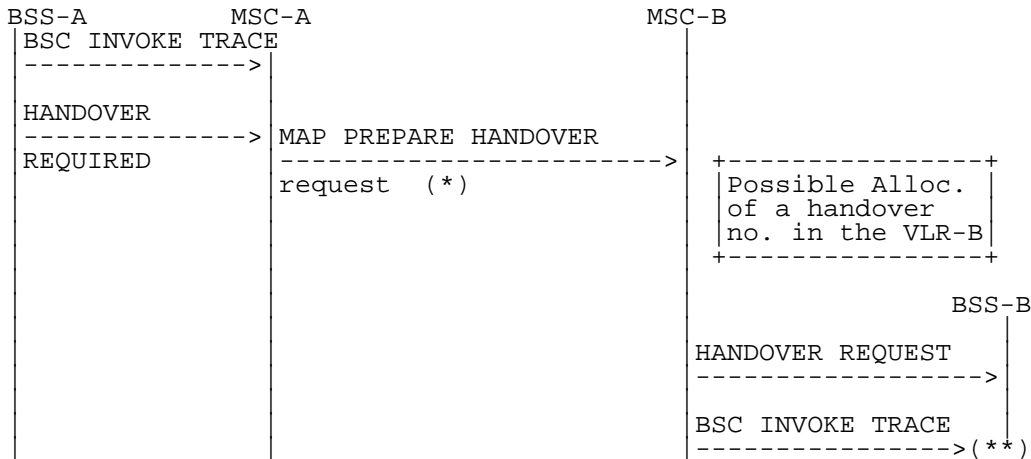 BSS-A MSC-A MSC-B
BSC INVOKE TRACE
HANDOVER
MAP PREPARE HANDOVER
REQUIRED
request (*)
Possible Alloc.
of a handover
no. in the VLR-B
BSS-B
HANDOVER REQUEST
BSC INVOKE TRACE
(**)